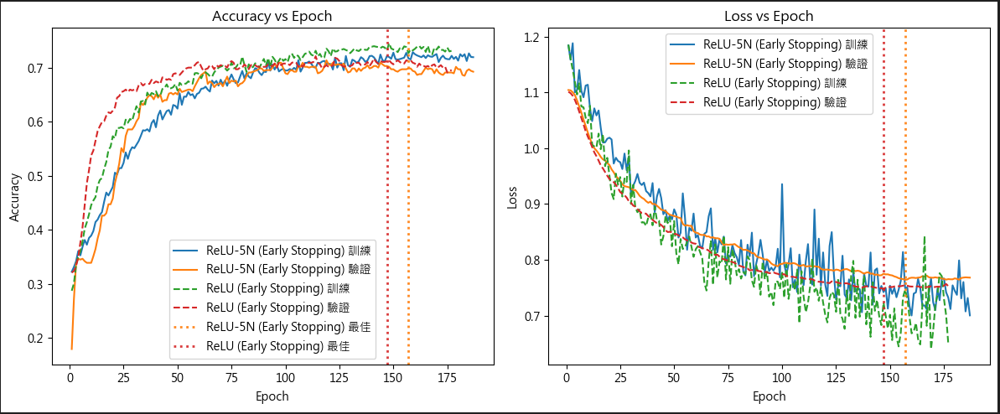 Accuracy vs Epoch
0.7
0.6
0.5
0.4
0.3
0.2
Accuracy
0
25
50
75
100
125
150
175
Epoch
ReLU-5N (Early Stopping) 訓練
ReLU-5N (Early Stopping) 驗證
ReLU (Early Stopping) 訓練
ReLU (Early Stopping) 驗證
ReLU-5N (Early Stopping) 最佳
ReLU (Early Stopping) 最佳
Loss vs Epoch
1.2
1.1
1.0
0.9
0.8
0.7
Loss
0
25
50
75
100
125
150
175
Epoch
ReLU-5N (Early Stopping) 訓練
ReLU-5N (Early Stopping) 驗證
ReLU (Early Stopping) 訓練
ReLU (Early Stopping) 驗證